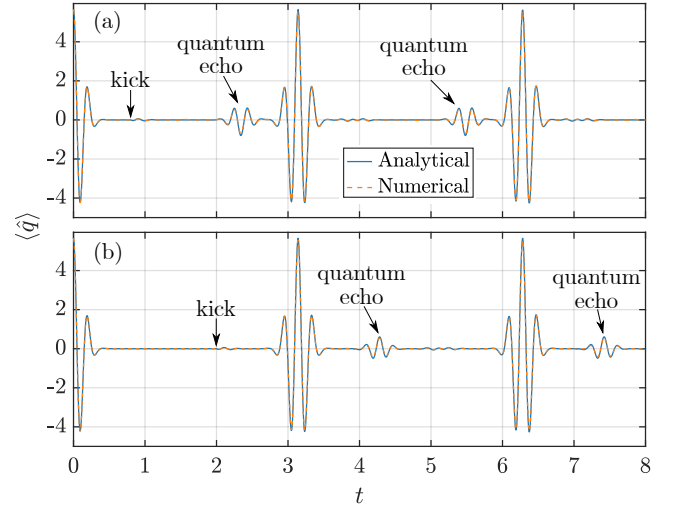 (a)
quantum
echo
quantum
echo
kick
Analytical
Numerical
4
2
0
-2
-4
⟨q̂⟩
(b)
quantum
echo
quantum
echo
kick
4
2
0
-2
-4
0 1 2 3 4 5 6 7 8
t